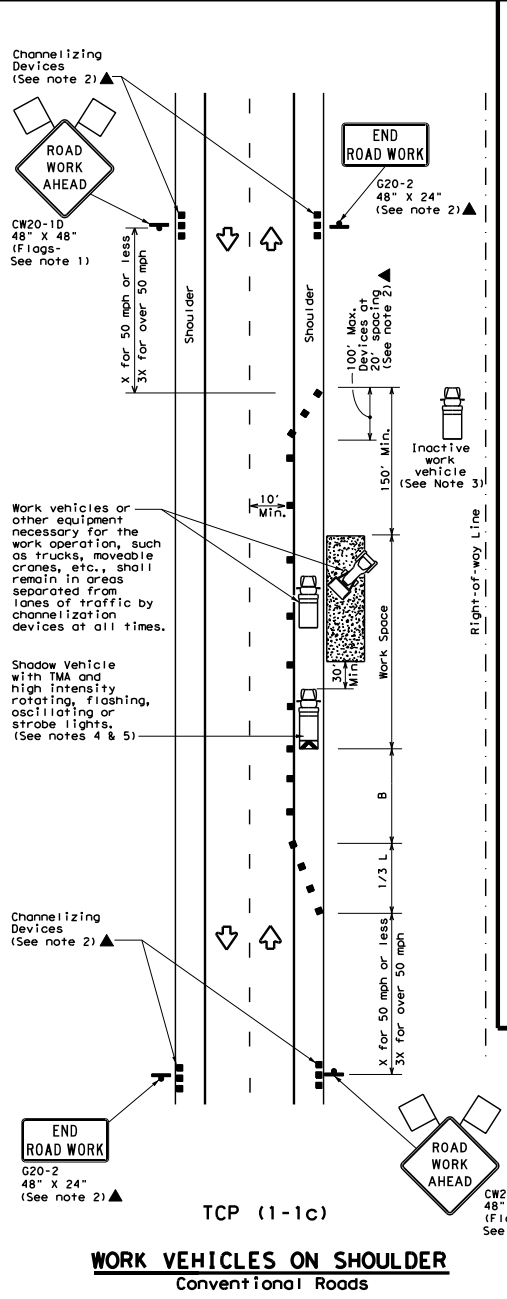 Channelizing
Devices
(See note 2)▲
ROAD
WORK
AHEAD
CW20-1D
48" X 48"
(Flags-
See note 1)
END
ROAD WORK
G20-2
48" X 24"
(See note 2)▲
X for 50 mph or less
3X for over 50 mph
Shoulder
Shoulder
100' Max.
Devices at
20' spacing
(See note 2)▲
150' Min.
Inactive
work
vehicle
(See Note 3)
10'
Min.
Right-of-way Line
Work vehicles or
other equipment
necessary for the
work operation, such
as trucks, moveable
cranes, etc., shall
remain in areas
separated from
lanes of traffic by
channelization
devices at all times.
Work Space
30'
Min
Shadow Vehicle
with TMA and
high intensity
rotating, flashing,
oscillating or
strobe lights.
(See notes 4 & 5)
B
1/3 L
Channelizing
Devices
(See note 2)▲
X for 50 mph or less
3X for over 50 mph
END
ROAD WORK
G20-2
48" X 24"
(See note 2)▲
ROAD
WORK
AHEAD
CW2
48"
(Fl
See
TCP (1-1c)
WORK VEHICLES ON SHOULDER
Conventional Roads